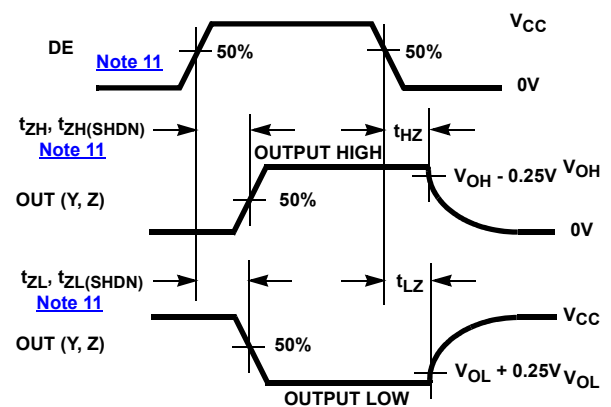 DE
Note 11
50%
50%
VCC
0V
tZH, tZH(SHDN)
Note 11
tHZ
OUTPUT HIGH
VOH - 0.25V
VOH
OUT (Y, Z)
50%
0V
tZL, tZL(SHDN)
Note 11
tLZ
VCC
OUT (Y, Z)
50%
VOL + 0.25V
VOL
OUTPUT LOW